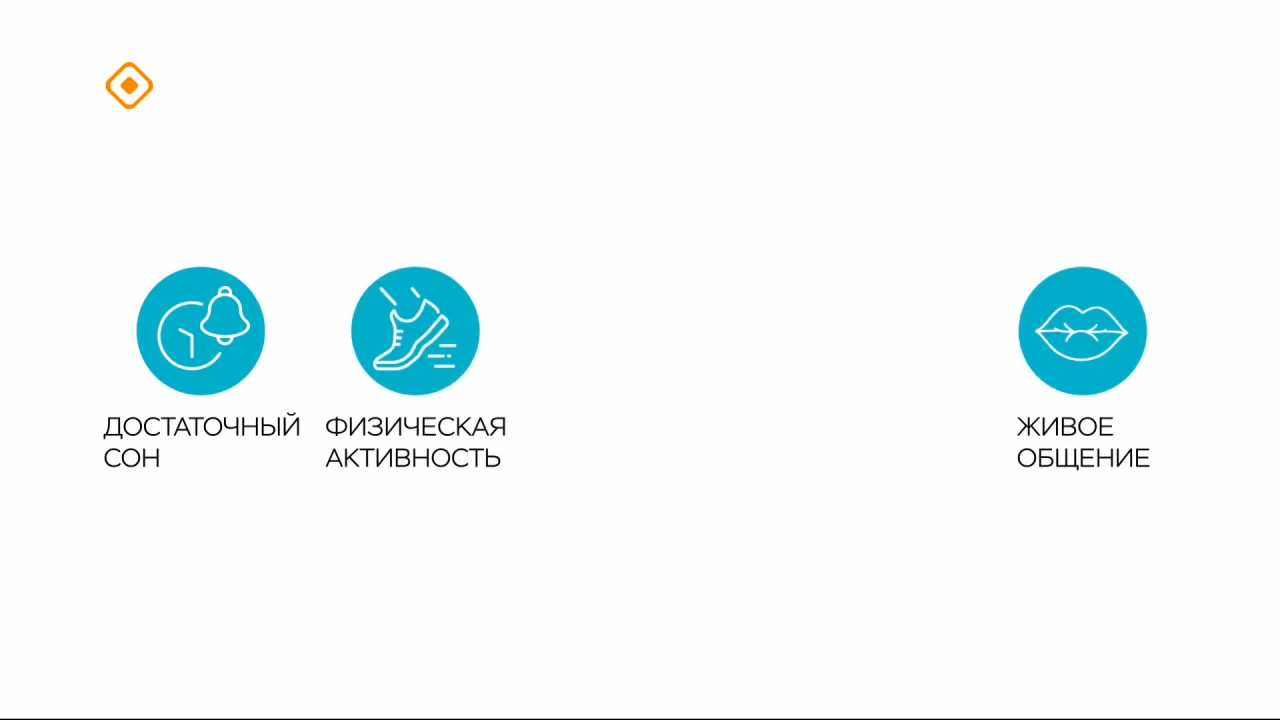 ДОСТАТОЧНЫЙ
СОН
ФИЗИЧЕСКАЯ
АКТИВНОСТЬ
ЖИВОЕ
ОБЩЕНИЕ